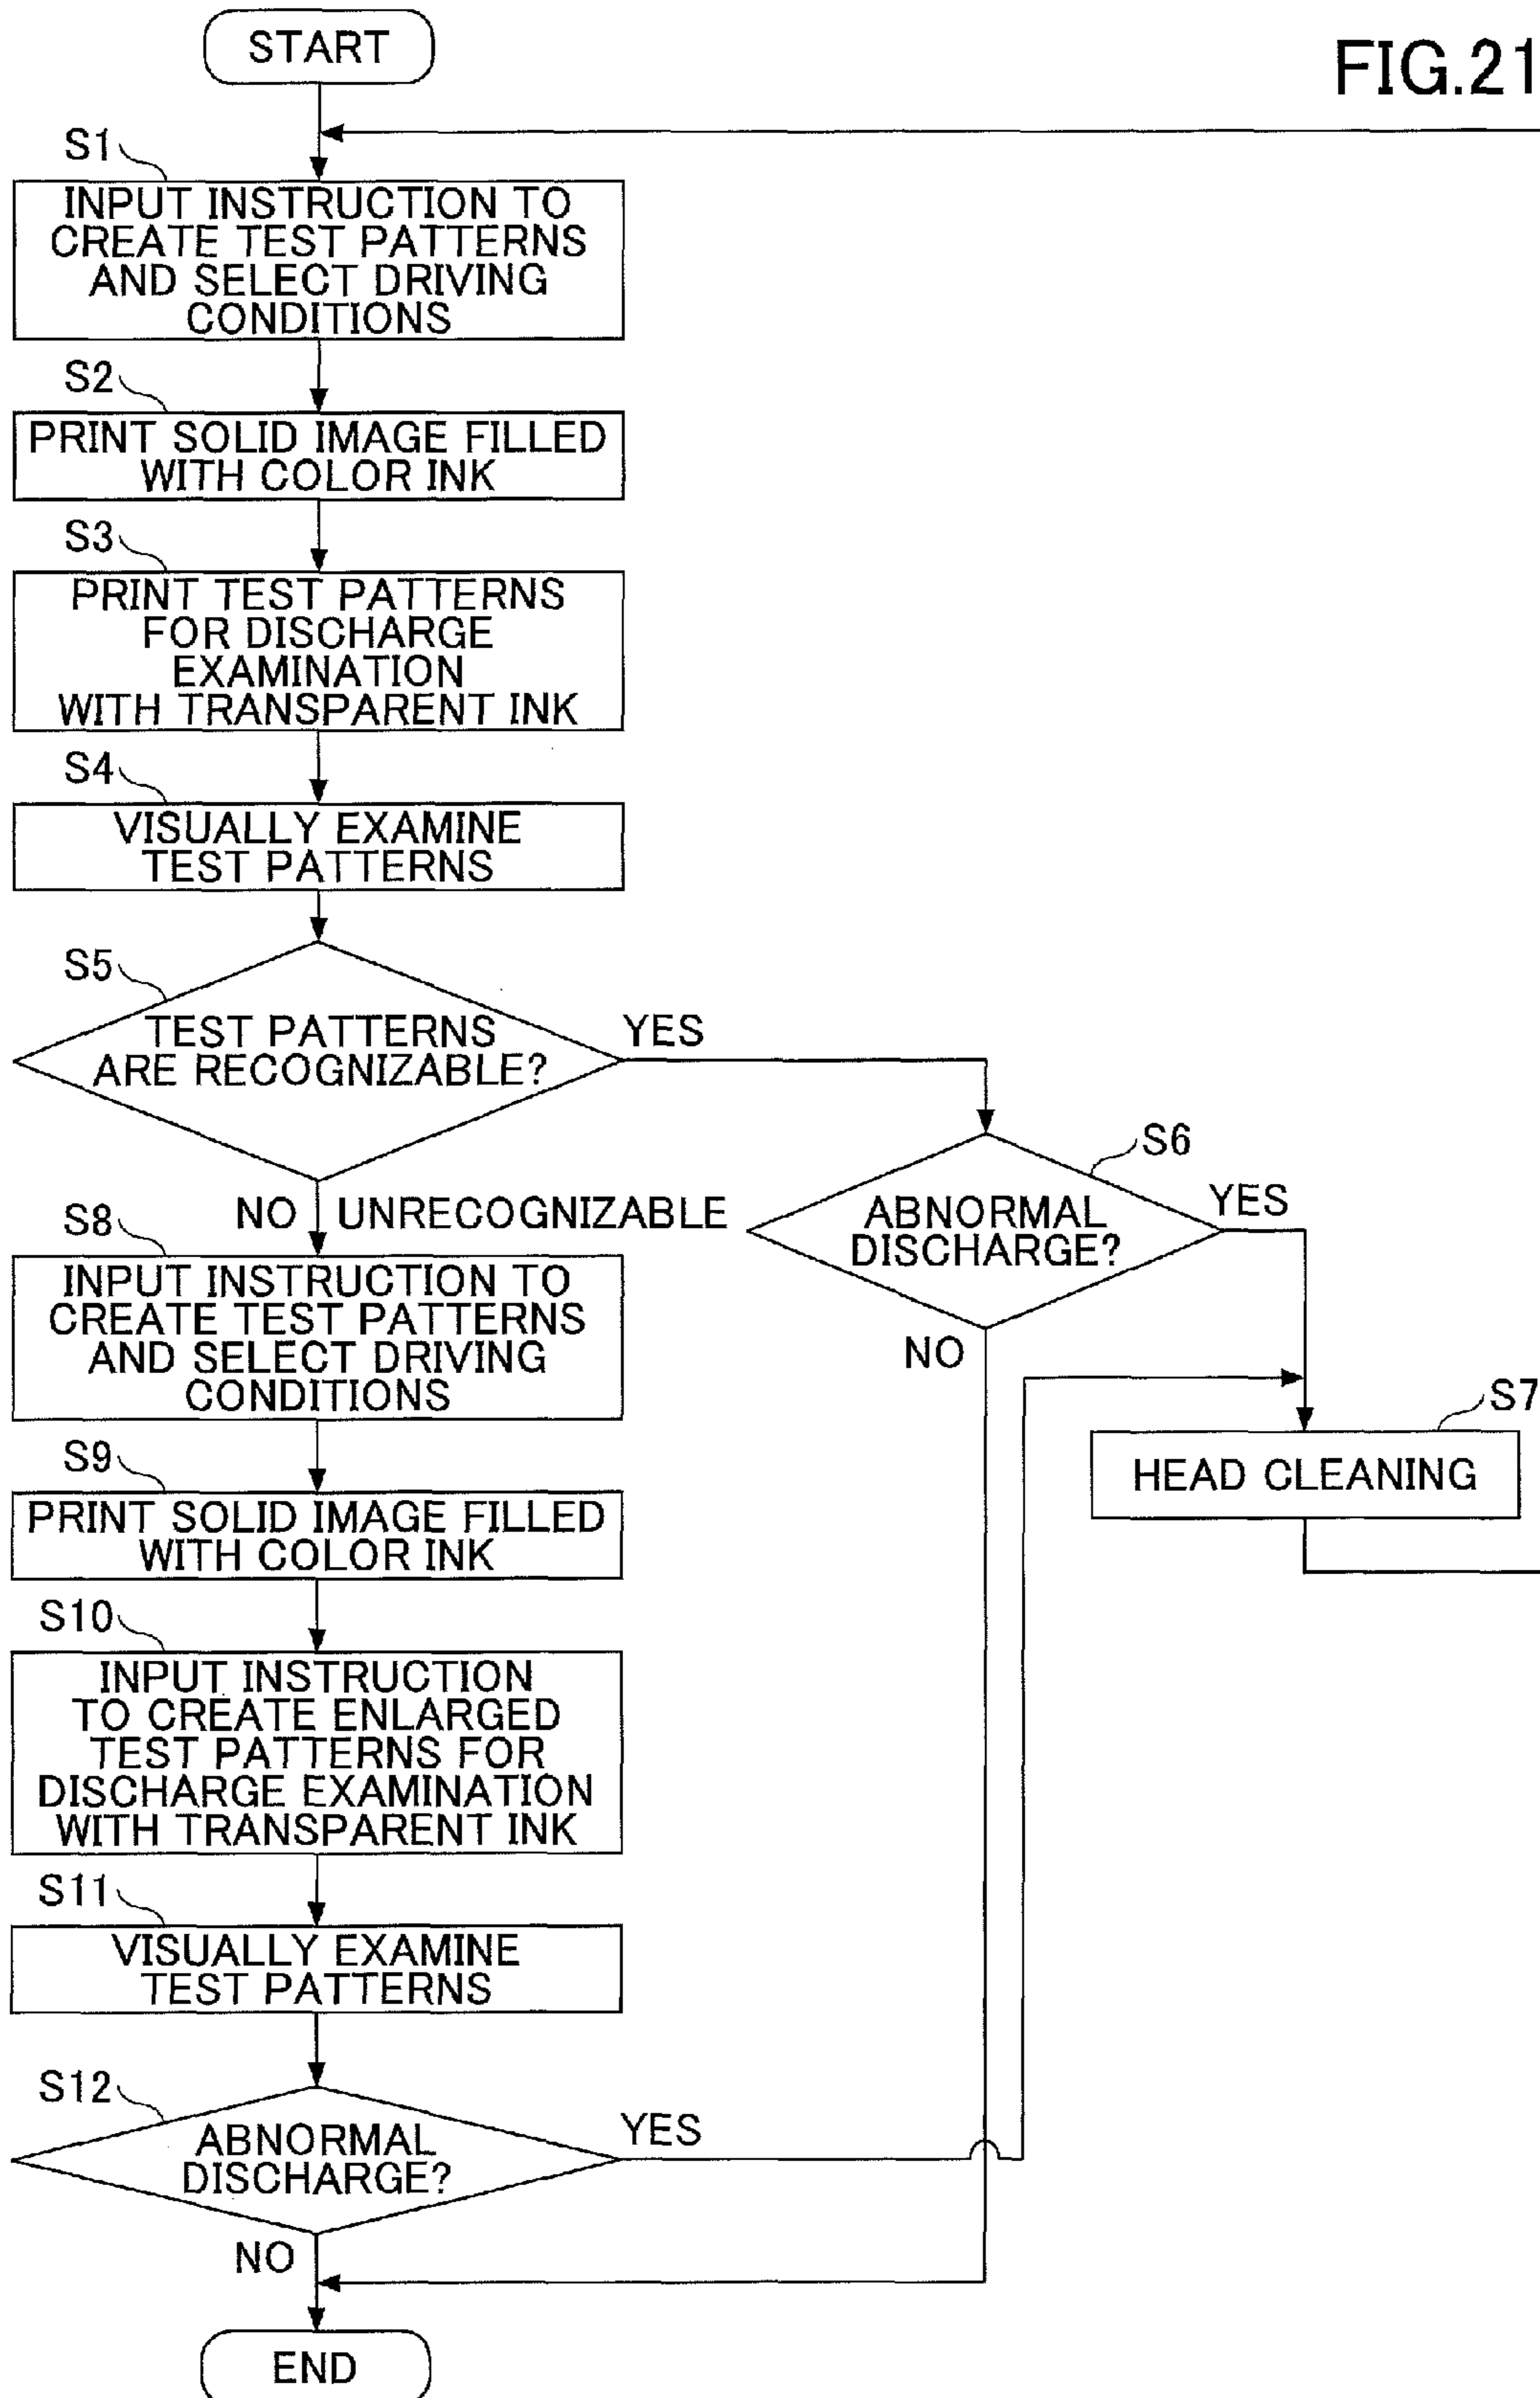 START
FIG.21
S1
INPUT INSTRUCTION TO
CREATE TEST PATTERNS
AND SELECT DRIVING
CONDITIONS
S2
PRINT SOLID IMAGE FILLED
WITH COLOR INK
S3
PRINT TEST PATTERNS
FOR DISCHARGE
EXAMINATION
WITH TRANSPARENT INK
S4
VISUALLY EXAMINE
TEST PATTERNS
S5
TEST PATTERNS
ARE RECOGNIZABLE?
YES
S6
ABNORMAL
DISCHARGE?
YES
NO
S7
HEAD CLEANING
NO UNRECOGNIZABLE
S8
INPUT INSTRUCTION TO
CREATE TEST PATTERNS
AND SELECT DRIVING
CONDITIONS
S9
PRINT SOLID IMAGE FILLED
WITH COLOR INK
S10
INPUT INSTRUCTION
TO CREATE ENLARGED
TEST PATTERNS FOR
DISCHARGE EXAMINATION
WITH TRANSPARENT INK
S11
VISUALLY EXAMINE
TEST PATTERNS
S12
ABNORMAL
DISCHARGE?
YES
NO
END